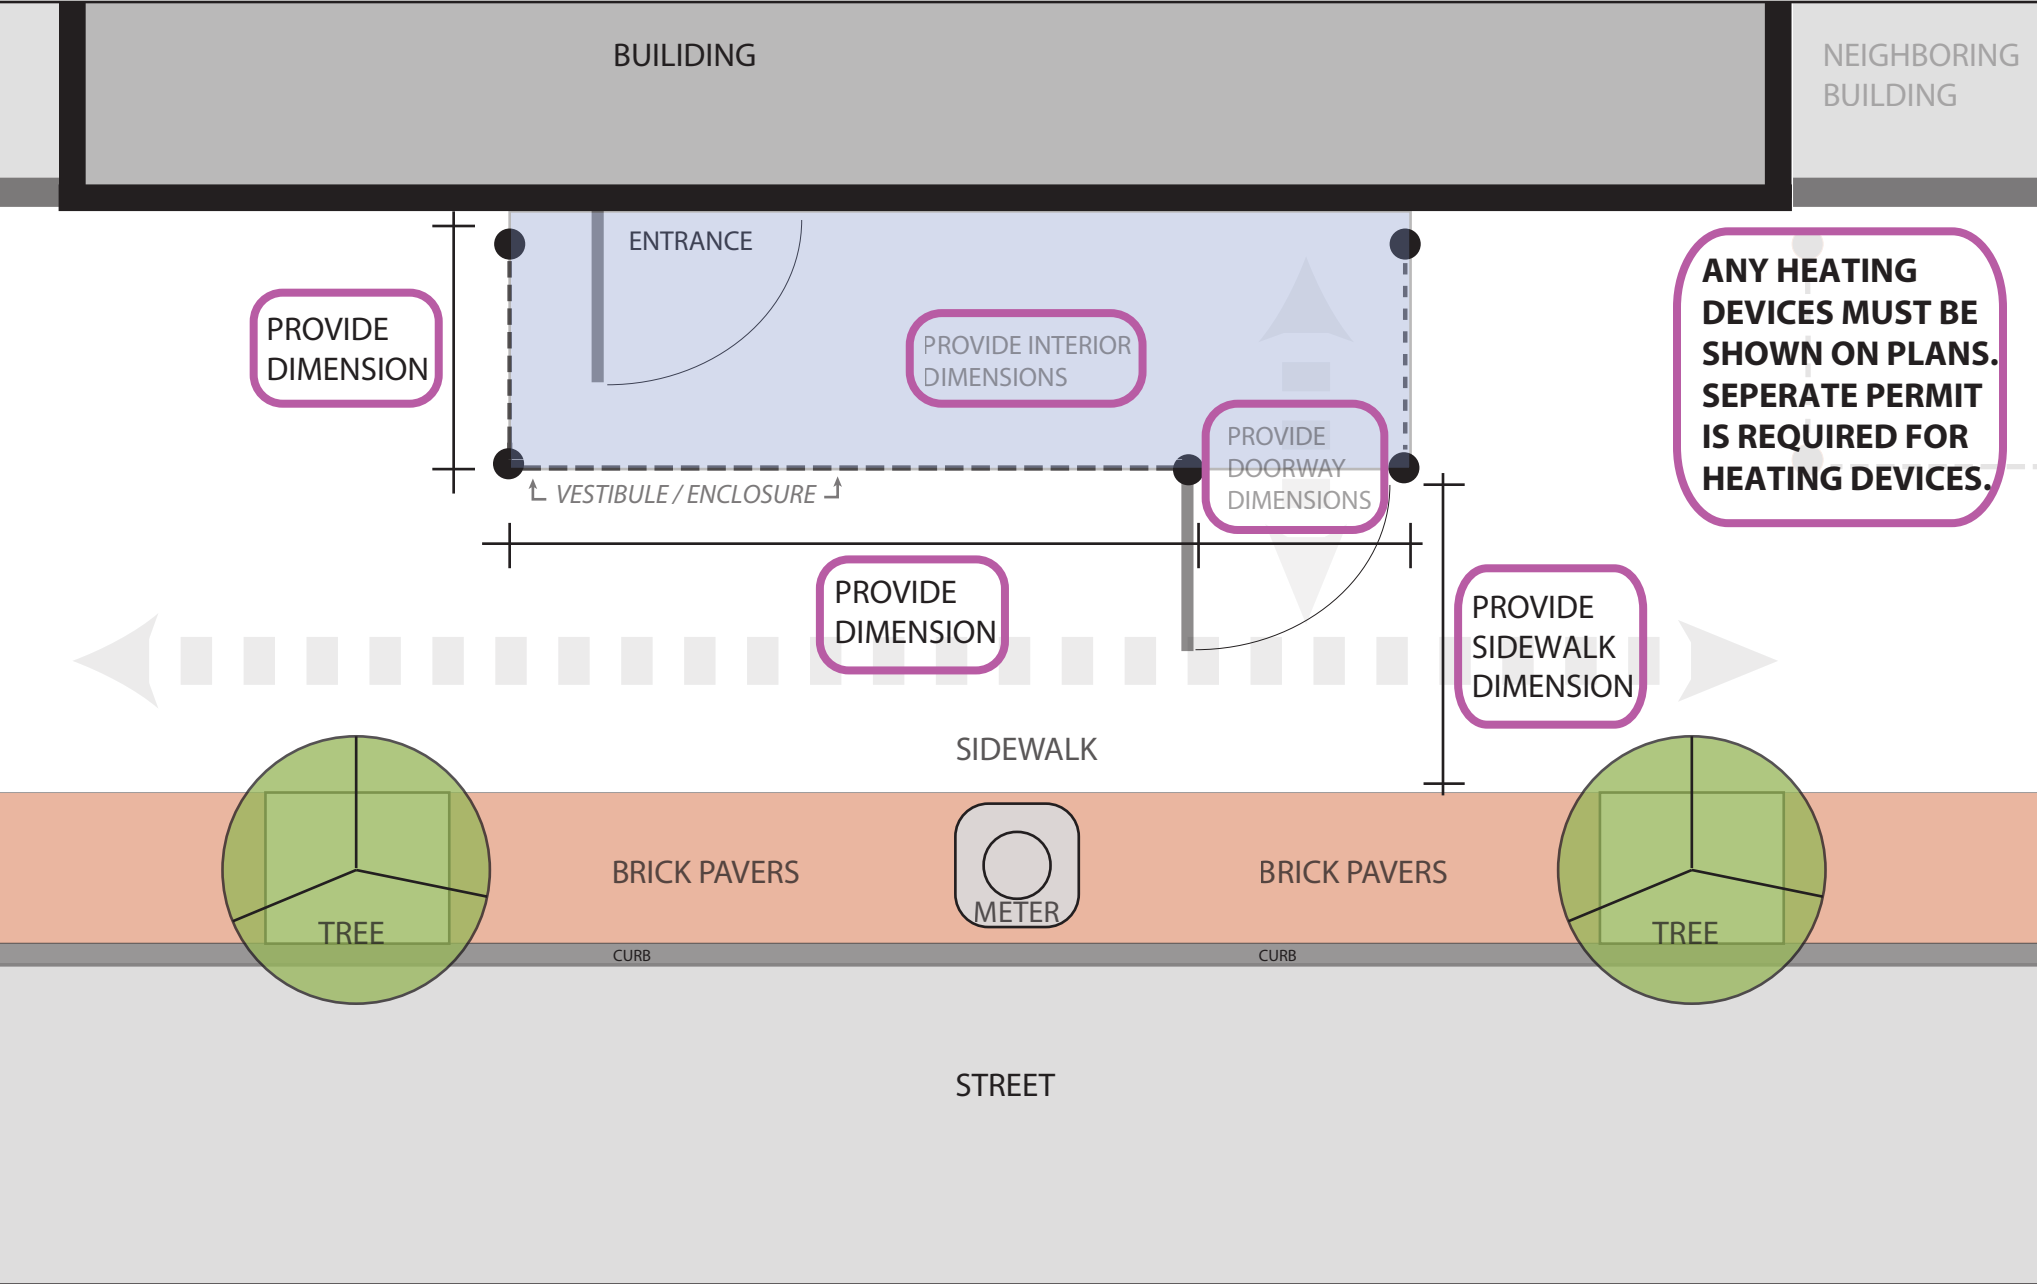 BUILIDING
NEIGHBORING
BUILDING
ENTRANCE
PROVIDE
DIMENSION
PROVIDE INTERIOR
DIMENSIONS
ANY HEATING
DEVICES MUST BE
SHOWN ON PLANS.
SEPERATE PERMIT
IS REQUIRED FOR
HEATING DEVICES.
PROVIDE
DOORWAY
DIMENSIONS
VESTIBULE / ENCLOSURE
PROVIDE
DIMENSION
PROVIDE
SIDEWALK
DIMENSION
SIDEWALK
BRICK PAVERS
BRICK PAVERS
METER
TREE
TREE
CURB
CURB
STREET